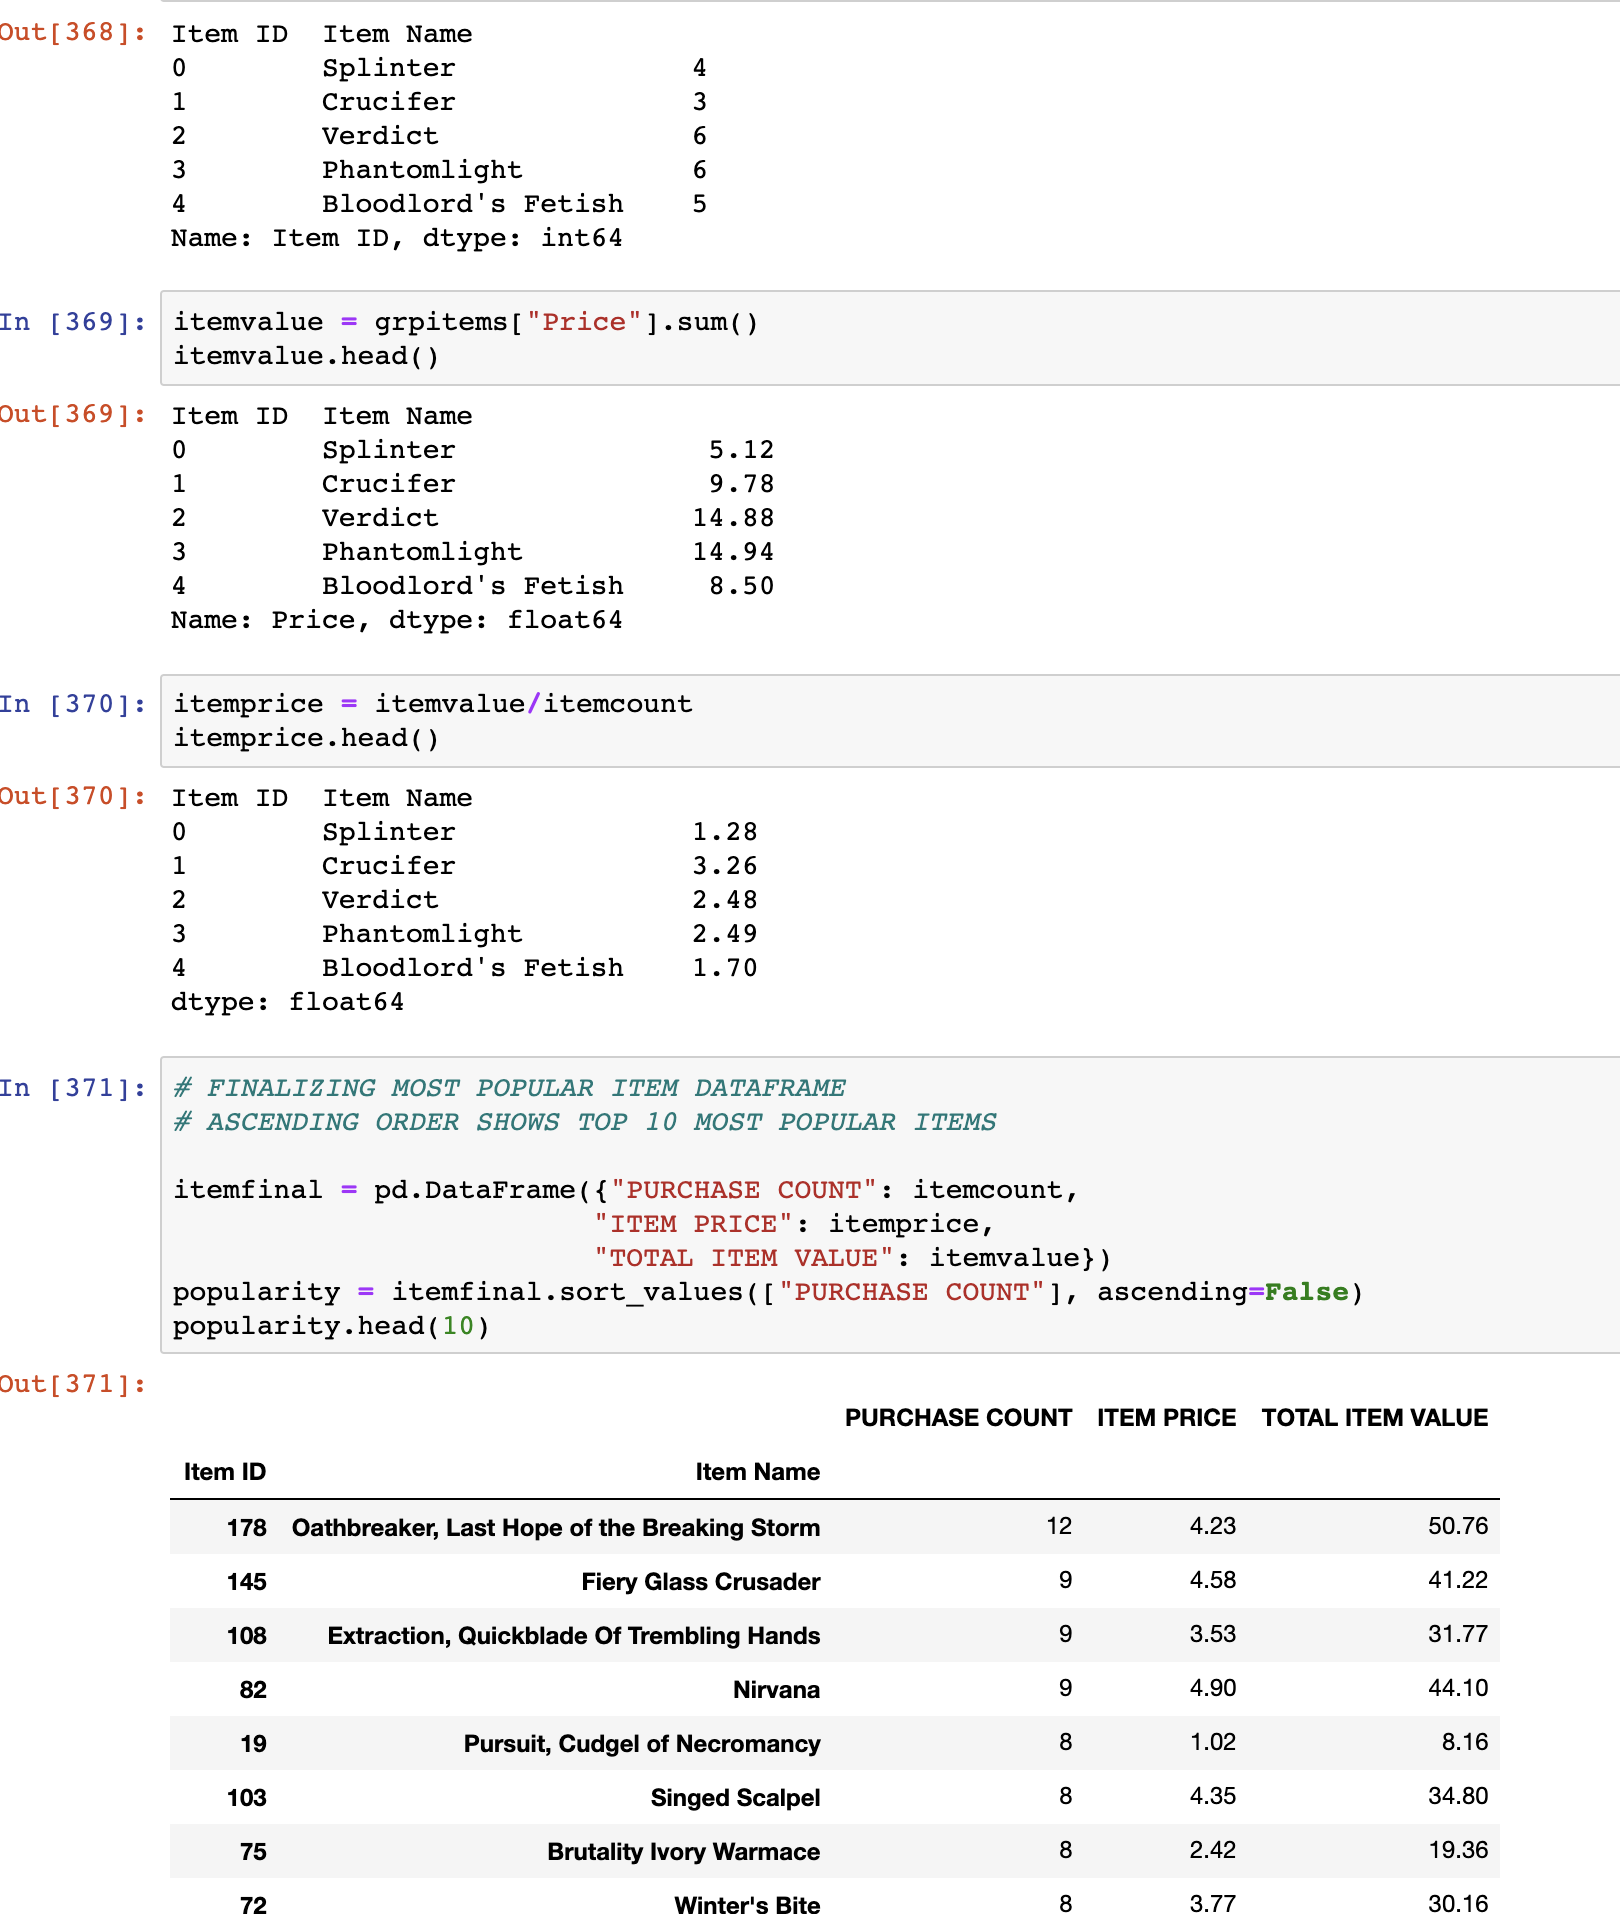 Out[368]: Item ID  Item Name
0        Splinter              4
1        Crucifer              3
2        Verdict               6
3        Phantomlight          6
4        Bloodlord's Fetish    5
Name: Item ID, dtype: int64
In [369]: itemvalue = grpitems["Price"].sum()
itemvalue.head()
Out[369]: Item ID  Item Name
0        Splinter               5.12
1        Crucifer               9.78
2        Verdict               14.88
3        Phantomlight          14.94
4        Bloodlord's Fetish     8.50
Name: Price, dtype: float64
In [370]: itemprice = itemvalue/itemcount
itemprice.head()
Out[370]: Item ID  Item Name
0        Splinter              1.28
1        Crucifer              3.26
2        Verdict               2.48
3        Phantomlight          2.49
4        Bloodlord's Fetish    1.70
dtype: float64
In [371]: # FINALIZING MOST POPULAR ITEM DATAFRAME
# ASCENDING ORDER SHOWS TOP 10 MOST POPULAR ITEMS
itemfinal = pd.DataFrame({"PURCHASE COUNT": itemcount,
"ITEM PRICE": itemprice,
"TOTAL ITEM VALUE": itemvalue})
popularity = itemfinal.sort_values(["PURCHASE COUNT"], ascending=False)
popularity.head(10)
Out[371]:
PURCHASE COUNT ITEM PRICE TOTAL ITEM VALUE
Item ID Item Name
178 Oathbreaker, Last Hope of the Breaking Storm 12 4.23 50.76
145 Fiery Glass Crusader 9 4.58 41.22
108 Extraction, Quickblade Of Trembling Hands 9 3.53 31.77
82 Nirvana 9 4.90 44.10
19 Pursuit, Cudgel of Necromancy 8 1.02 8.16
103 Singed Scalpel 8 4.35 34.80
75 Brutality Ivory Warmace 8 2.42 19.36
72 Winter's Bite 8 3.77 30.16